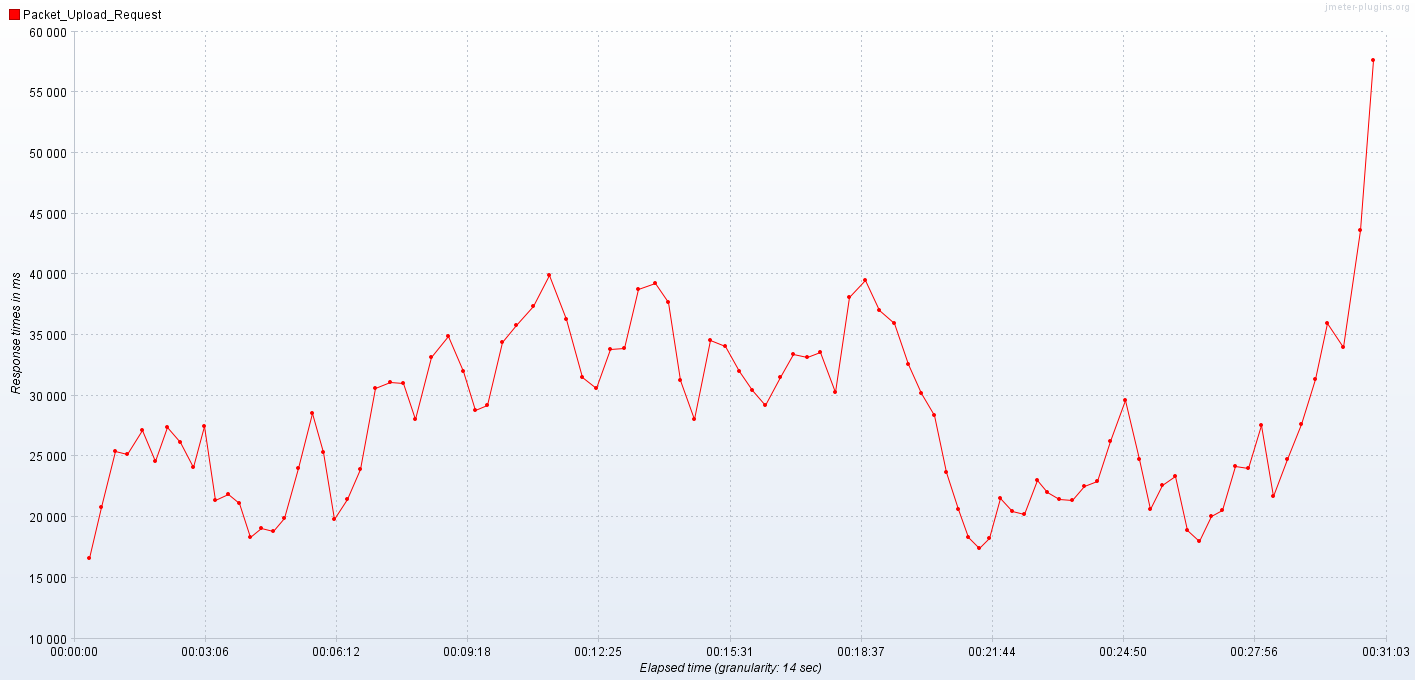 jmeter-plugins.org
Packet_Upload_Request
60 000
55 000
50 000
45 000
40 000
35 000
30 000
25 000
20 000
15 000
10 000
Response times in ms
00:00:00 00:03:06 00:06:12 00:09:18 00:12:25 00:15:31 00:18:37 00:21:44 00:24:50 00:27:56 00:31:03
Elapsed time (granularity: 14 sec)